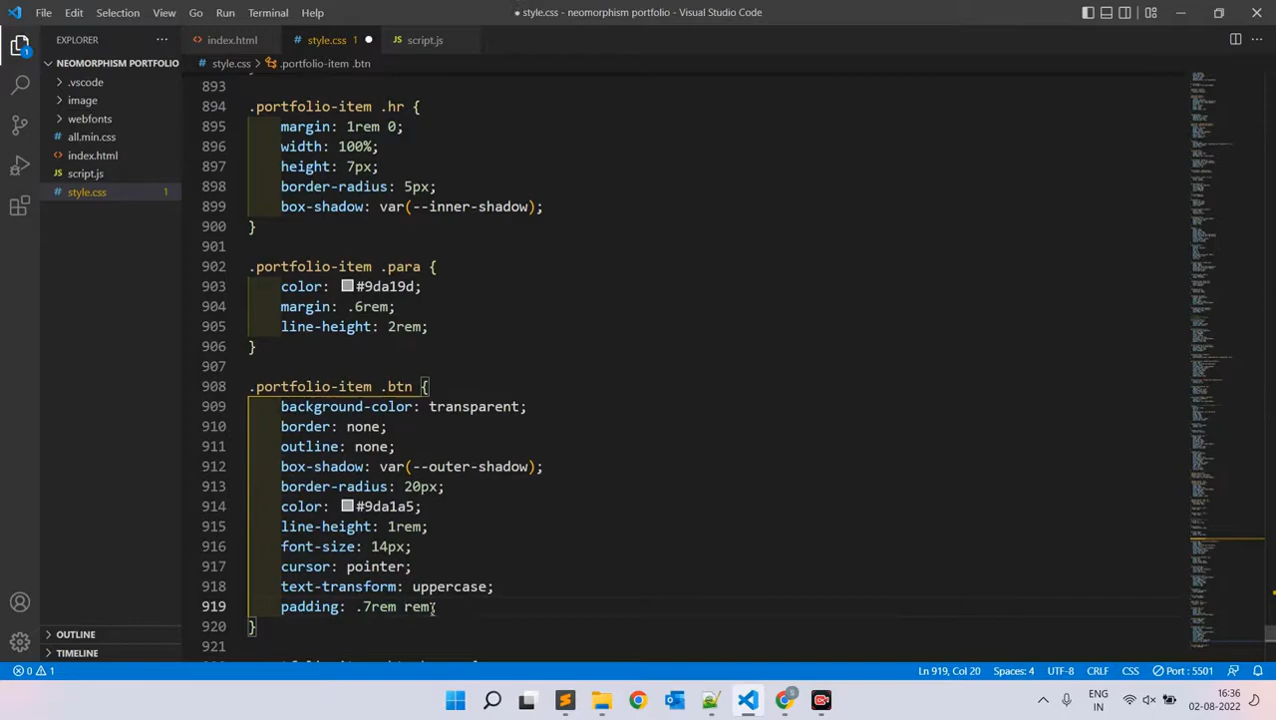 File Edit Selection View Go Run Terminal Help
● style.css - neomorphism portfolio - Visual Studio Code
EXPLORER
index.html
style.css 1
script.js
NEOMORPHISM PORTFOLIO
style.css > .portfolio-item .btn
.vscode
image
webfonts
all.min.css
index.html
script.js
style.css 1
893
894 .portfolio-item .hr {
895 margin: 1rem 0;
896 width: 100%;
897 height: 7px;
898 border-radius: 5px;
899 box-shadow: var(--inner-shadow);
900 }
901
902 .portfolio-item .para {
903 color: #9da19d;
904 margin: .6rem;
905 line-height: 2rem;
906 }
907
908 .portfolio-item .btn {
909 background-color: transparent;
910 border: none;
911 outline: none;
912 box-shadow: var(--outer-shadow);
913 border-radius: 20px;
914 color: #9da1a5;
915 line-height: 1rem;
916 font-size: 14px;
917 cursor: pointer;
918 text-transform: uppercase;
919 padding: .7rem rem;
920 }
921
OUTLINE
TIMELINE
0 1
Ln 919, Col 20 Spaces: 4 UTF-8 CRLF CSS Port : 5501
ENG
IN
16:36
02-08-2022